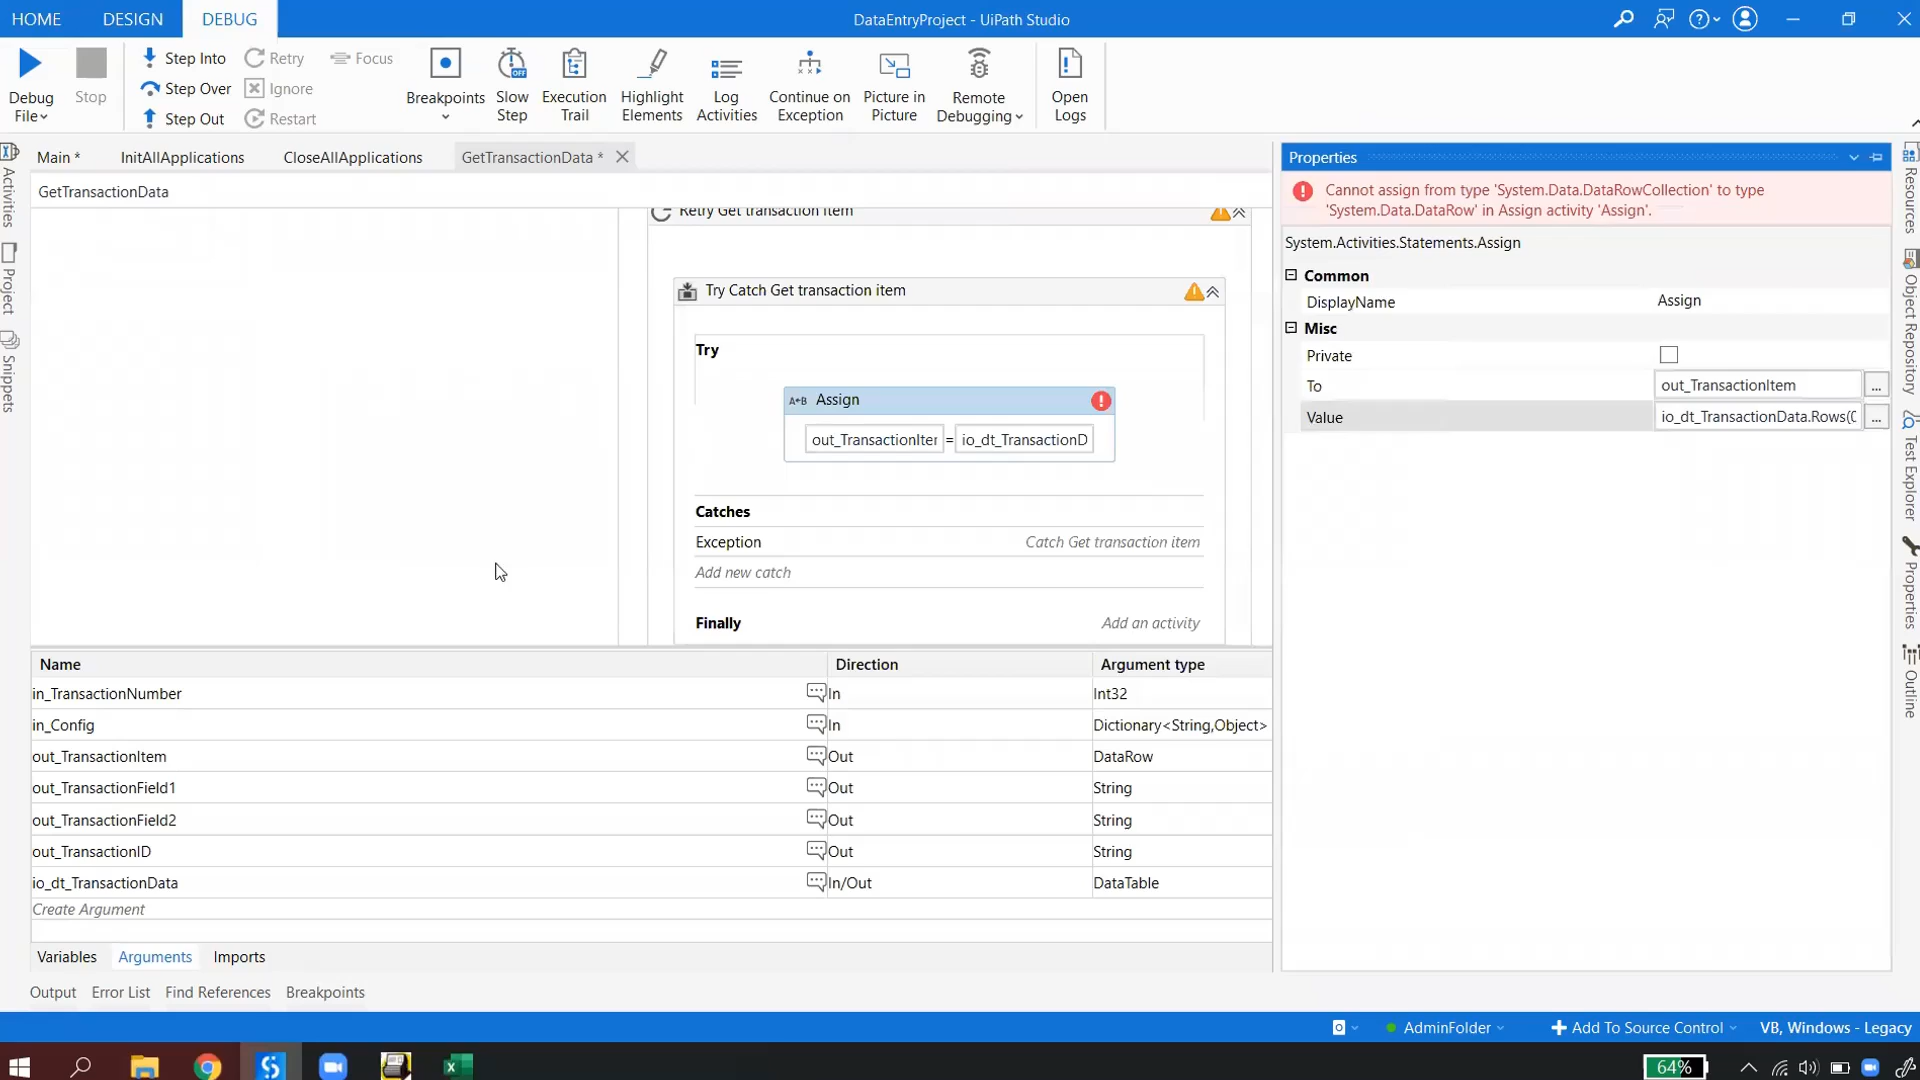 HOME DESIGN DEBUG DataEntryProject - UiPath Studio
Debug File Stop
Step Into Retry Focus
Step Over Ignore
Step Out Restart
Breakpoints Slow Step Execution Trail Highlight Elements Log Activities Continue on Exception Picture in Picture Remote Debugging Open Logs
Main * InitAllApplications CloseAllApplications GetTransactionData *
GetTransactionData
Activities
Project
Snippets
Retry Get transaction item
Try Catch Get transaction item
Try
A+B Assign
out_TransactionIter = io_dt_TransactionD
Catches
Exception Catch Get transaction item
Add new catch
Finally Add an activity
Name Direction Argument type
in_TransactionNumber In Int32
in_Config In Dictionary<String,Object>
out_TransactionItem Out DataRow
out_TransactionField1 Out String
out_TransactionField2 Out String
out_TransactionID Out String
io_dt_TransactionData In/Out DataTable
Create Argument
Variables Arguments Imports
Output Error List Find References Breakpoints
Properties
Cannot assign from type 'System.Data.DataRowCollection' to type
'System.Data.DataRow' in Assign activity 'Assign'.
System.Activities.Statements.Assign
Common
DisplayName Assign
Misc
Private
To out_TransactionItem ...
Value io_dt_TransactionData.Rows( ...
Resources
Object Repository
Test Explorer
Properties
Outline
AdminFolder Add To Source Control VB, Windows - Legacy
64%